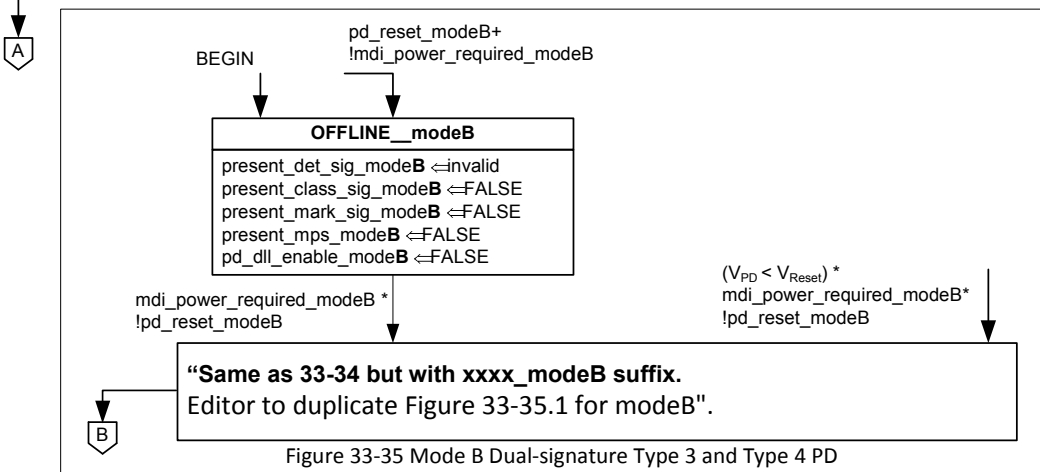 A
pd_reset_modeB+
!mdi_power_required_modeB
BEGIN
OFFLINE__modeB
present_det_sig_modeB ⇐invalid
present_class_sig_modeB ⇐FALSE
present_mark_sig_modeB ⇐FALSE
present_mps_modeB ⇐FALSE
pd_dll_enable_modeB ⇐FALSE
mdi_power_required_modeB *
!pd_reset_modeB
(VPD < VReset) *
mdi_power_required_modeB*
!pd_reset_modeB
“Same as 33-34 but with xxxx_modeB suffix.
Editor to duplicate Figure 33-35.1 for modeB".
B
Figure 33-35 Mode B Dual-signature Type 3 and Type 4 PD